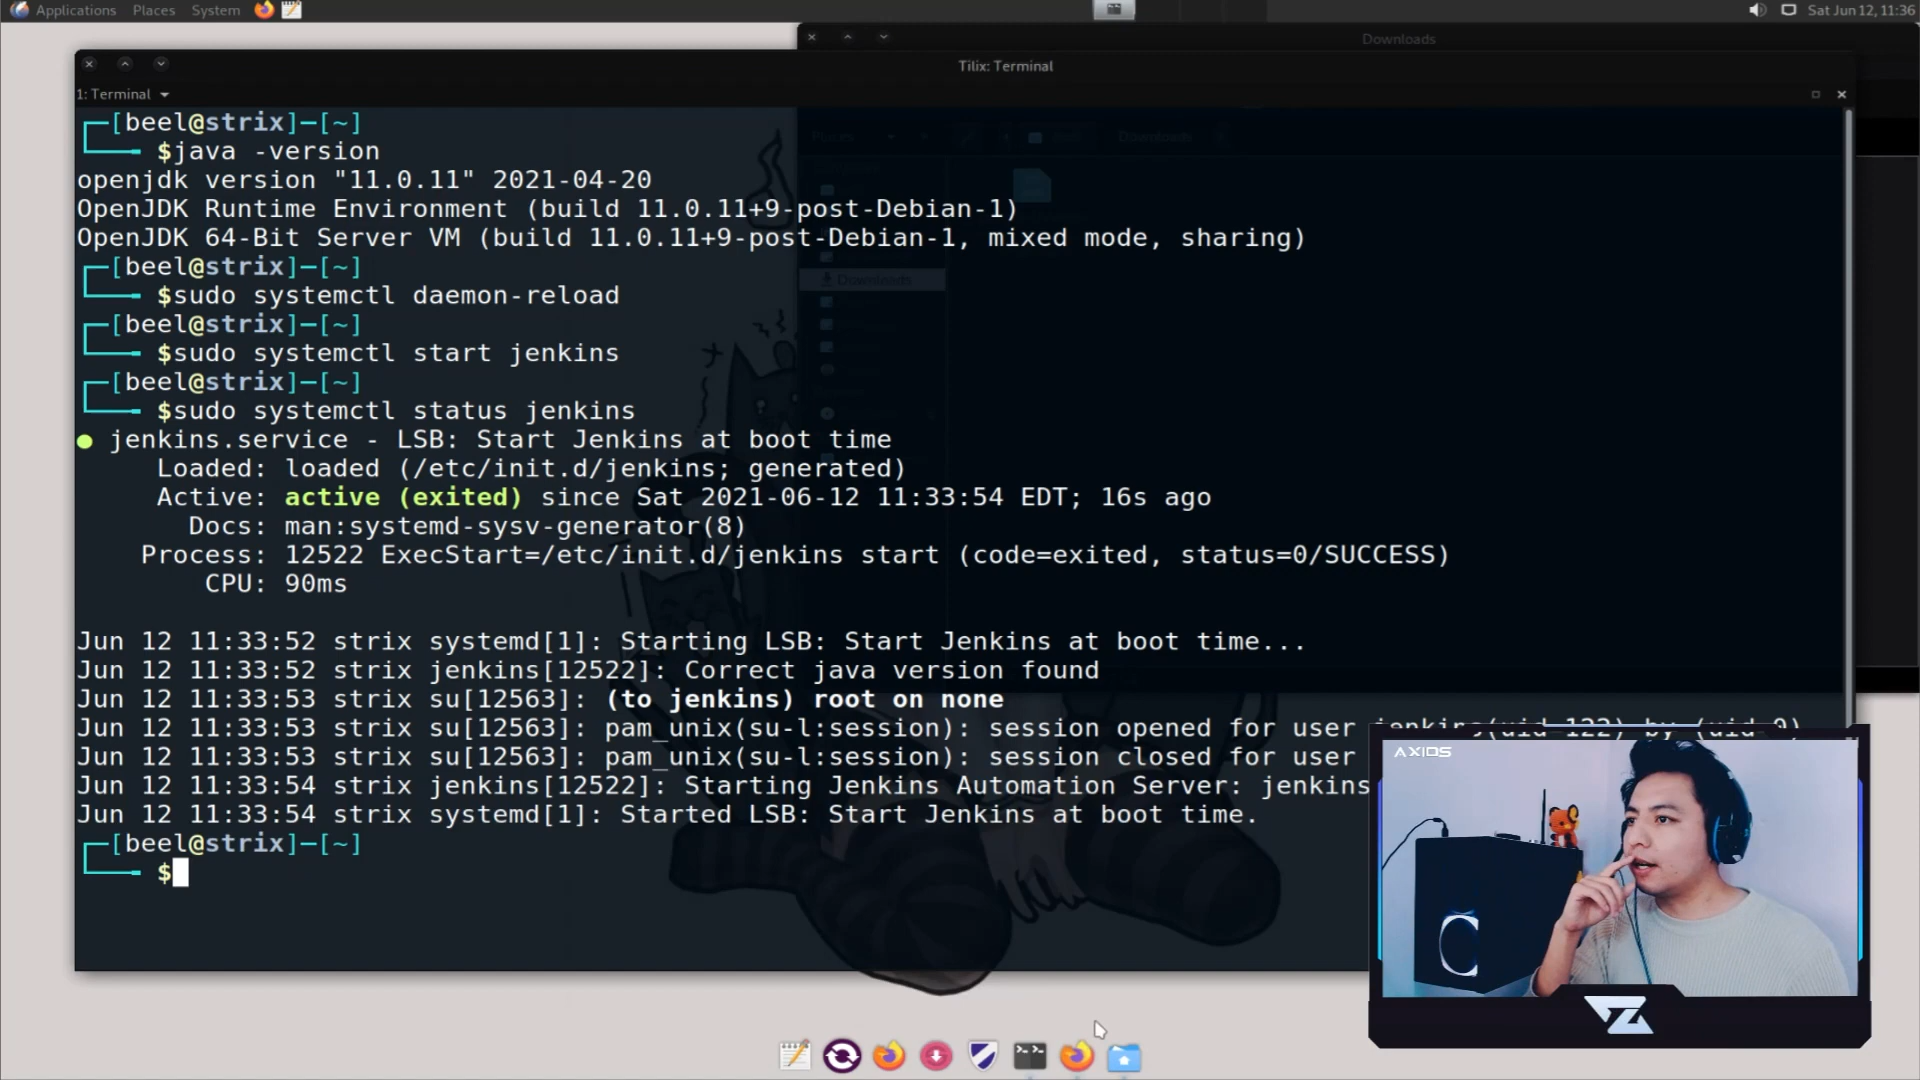 Applications Places System
Sat Jun 12, 11:36
Downloads
Tilix: Terminal
1: Terminal
┌─[beel@strix]─[~]
└──╼ $java -version
openjdk version "11.0.11" 2021-04-20
OpenJDK Runtime Environment (build 11.0.11+9-post-Debian-1)
OpenJDK 64-Bit Server VM (build 11.0.11+9-post-Debian-1, mixed mode, sharing)
┌─[beel@strix]─[~]
└──╼ $sudo systemctl daemon-reload
┌─[beel@strix]─[~]
└──╼ $sudo systemctl start jenkins
┌─[beel@strix]─[~]
└──╼ $sudo systemctl status jenkins
● jenkins.service - LSB: Start Jenkins at boot time
Loaded: loaded (/etc/init.d/jenkins; generated)
Active: active (exited) since Sat 2021-06-12 11:33:54 EDT; 16s ago
Docs: man:systemd-sysv-generator(8)
Process: 12522 ExecStart=/etc/init.d/jenkins start (code=exited, status=0/SUCCESS)
CPU: 90ms
Jun 12 11:33:52 strix systemd[1]: Starting LSB: Start Jenkins at boot time...
Jun 12 11:33:52 strix jenkins[12522]: Correct java version found
Jun 12 11:33:53 strix su[12563]: (to jenkins) root on none
Jun 12 11:33:53 strix su[12563]: pam_unix(su-l:session): session opened for user jenkins(uid=122) by (uid=0)
Jun 12 11:33:53 strix su[12563]: pam_unix(su-l:session): session closed for user
Jun 12 11:33:54 strix jenkins[12522]: Starting Jenkins Automation Server: jenkins
Jun 12 11:33:54 strix systemd[1]: Started LSB: Start Jenkins at boot time.
┌─[beel@strix]─[~]
└──╼ $
Places
Downloads
Downloads
AXIOS